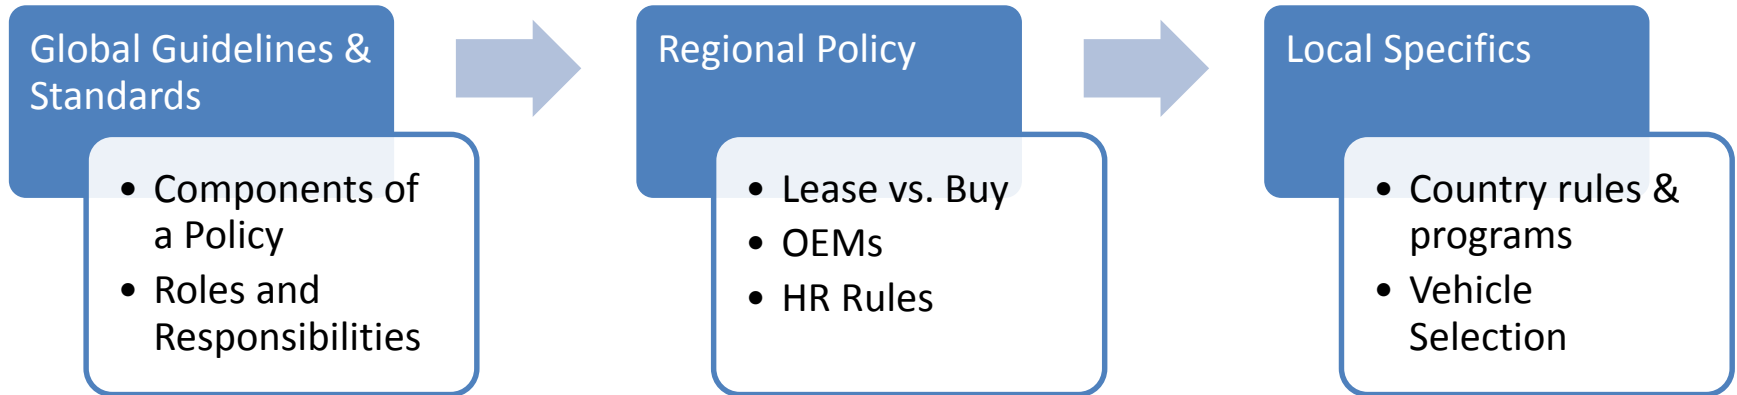 Global Guidelines &
Standards
• Components of
a Policy
• Roles and
Responsibilities
Regional Policy
• Lease vs. Buy
• OEMs
• HR Rules
Local Specifics
• Country rules &
programs
• Vehicle
Selection